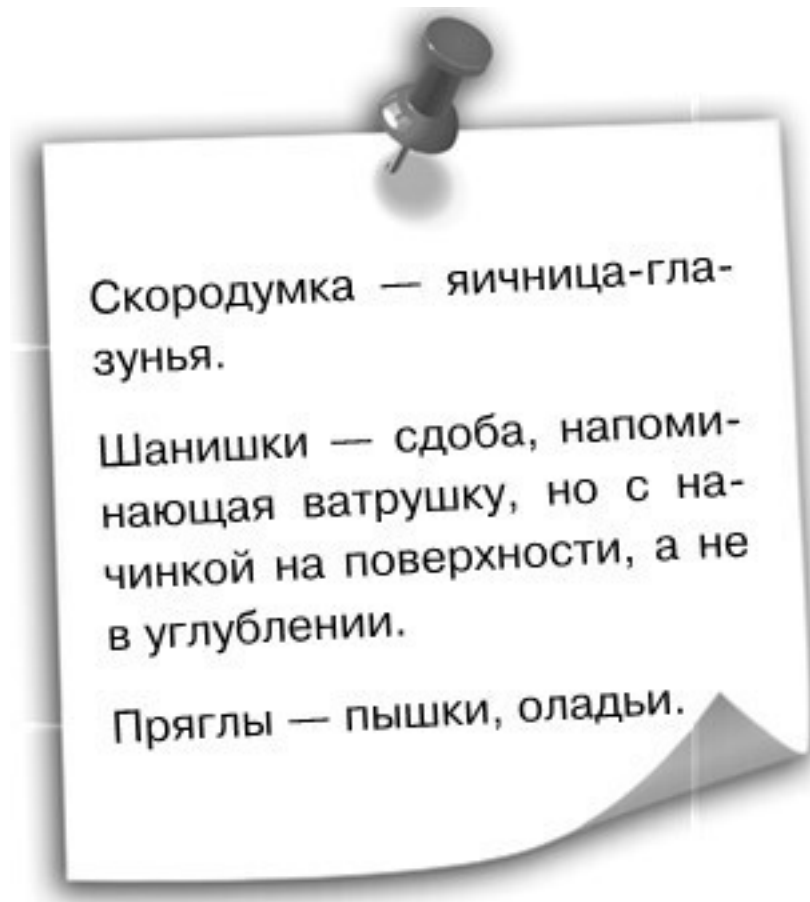 Скородумка — яичница-гла-
зунья.
Шанишки — сдоба, напоми-
нающая ватрушку, но с на-
чинкой на поверхности, а не
в углублении.
Пряглы — пышки, оладьи.